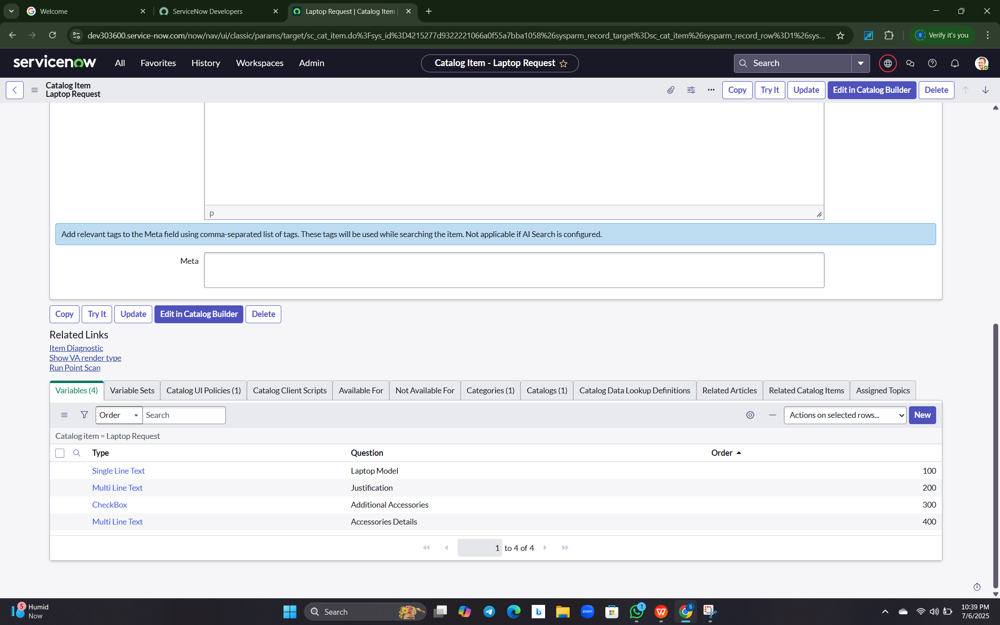 Welcome
ServiceNow Developers
Laptop Request | Catalog Item |
dev303600.service-now.com/now/nav/ui/classic/params/target/sc_cat_item.do%3Fsys_id%3D4215277d9322221066a0f55a7bba1058%26sysparm_record_target%3Dsc_cat_item%26sysparm_record_row%3D1%26sys...
S Verify it's you
servicenow All Favorites History Workspaces Admin
Catalog Item - Laptop Request
Search
Catalog Item
Laptop Request
Copy Try It Update Edit in Catalog Builder Delete
p
Add relevant tags to the Meta field using comma-separated list of tags. These tags will be used while searching the item. Not applicable if AI Search is configured.
Meta
Copy Try It Update Edit in Catalog Builder Delete
Related Links
Item Diagnostic
Show VA render type
Run Point Scan
Variables (4) Variable Sets Catalog UI Policies (1) Catalog Client Scripts Available For Not Available For Categories (1) Catalogs (1) Catalog Data Lookup Definitions Related Articles Related Catalog Items Assigned Topics
Order Search Actions on selected rows... New
Catalog item = Laptop Request
Type Question Order
Single Line Text Laptop Model 100
Multi Line Text Justification 200
CheckBox Additional Accessories 300
Multi Line Text Accessories Details 400
1 to 4 of 4
5 Humid
Now
Search
zoom
1
S
10:39 PM
7/6/2025